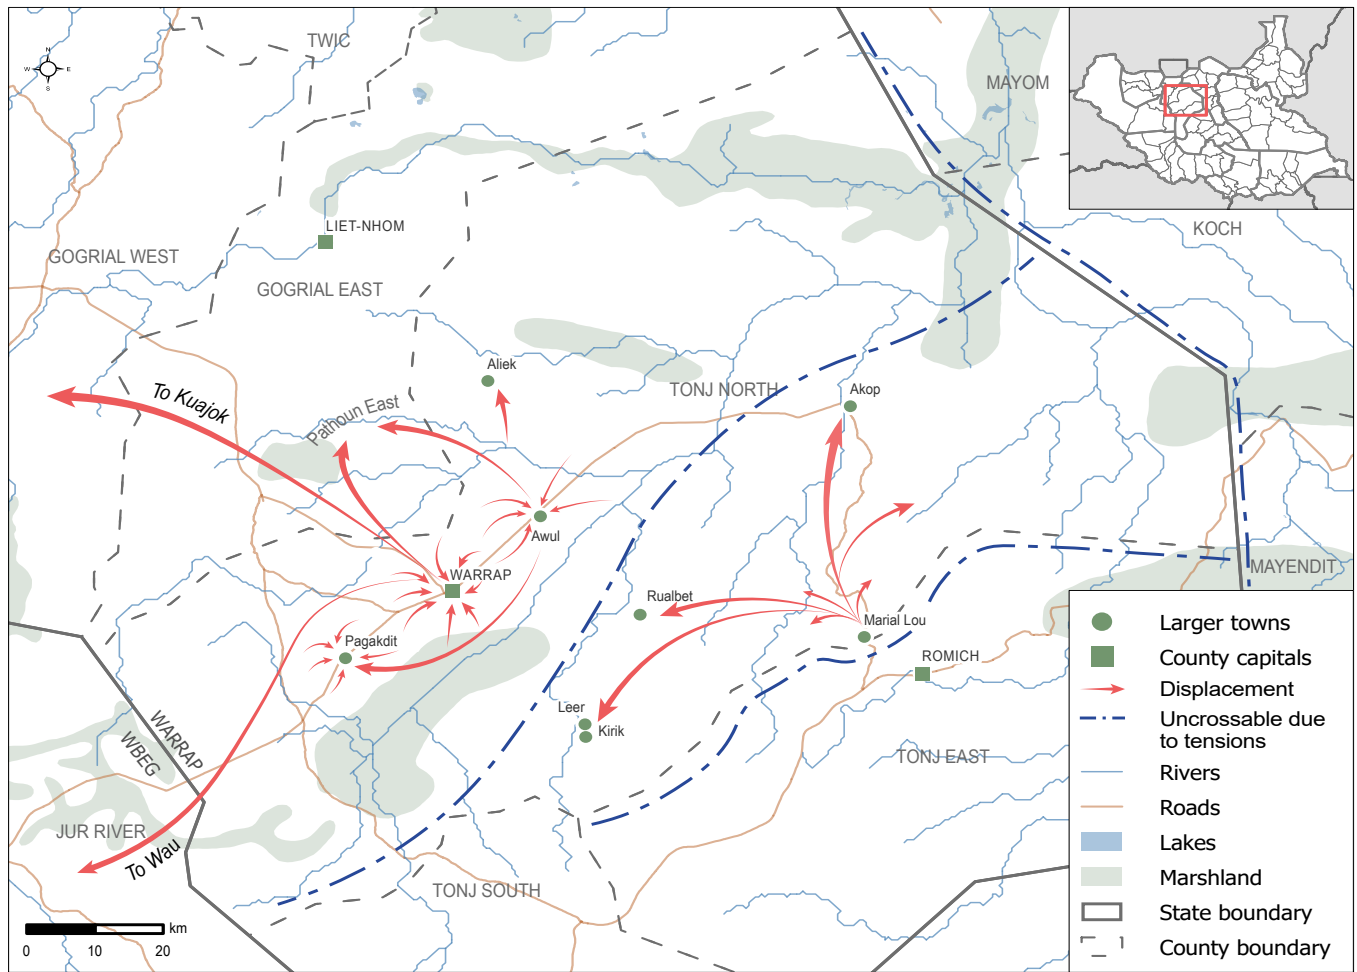 TWIC
N
W
E
S
MAYOM
KOCH
LIET-NHOM
GOGRIAL WEST
GOGRIAL EAST
Aliek
TONJ NORTH
Akop
To Kuajok
Pathoun East
Awul
WARRAP
Rualbet
Marial Lou
MAYENDIT
Pagakdit
ROMICH
Leer
Kirik
WARRAP
WBEG
TONJ EAST
JUR RIVER
To Wau
TONJ SOUTH
km
0 10 20
Larger towns
County capitals
Displacement
Uncrossable due
to tensions
Rivers
Roads
Lakes
Marshland
State boundary
County boundary